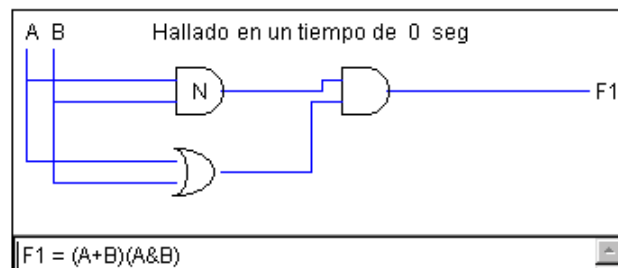 A B Hallado en un tiempo de 0 seg
N
F1
F1 = (A+B)(A&B)